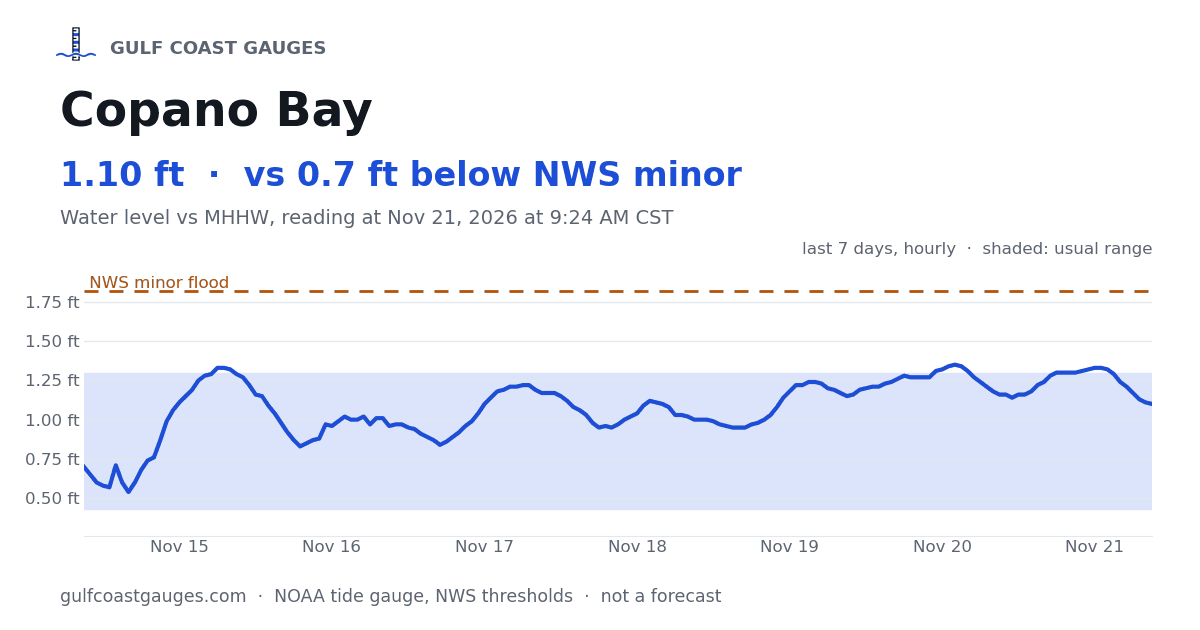 GULF COAST GAUGES
Copano Bay
1.10 ft · vs 0.7 ft below NWS minor
Water level vs MHHW, reading at Nov 21, 2026 at 9:24 AM CST
last 7 days, hourly · shaded: usual range
NWS minor flood
1.75 ft
1.50 ft
1.25 ft
1.00 ft
0.75 ft
0.50 ft
Nov 15 Nov 16 Nov 17 Nov 18 Nov 19 Nov 20 Nov 21
gulfcoastgauges.com · NOAA tide gauge, NWS thresholds · not a forecast